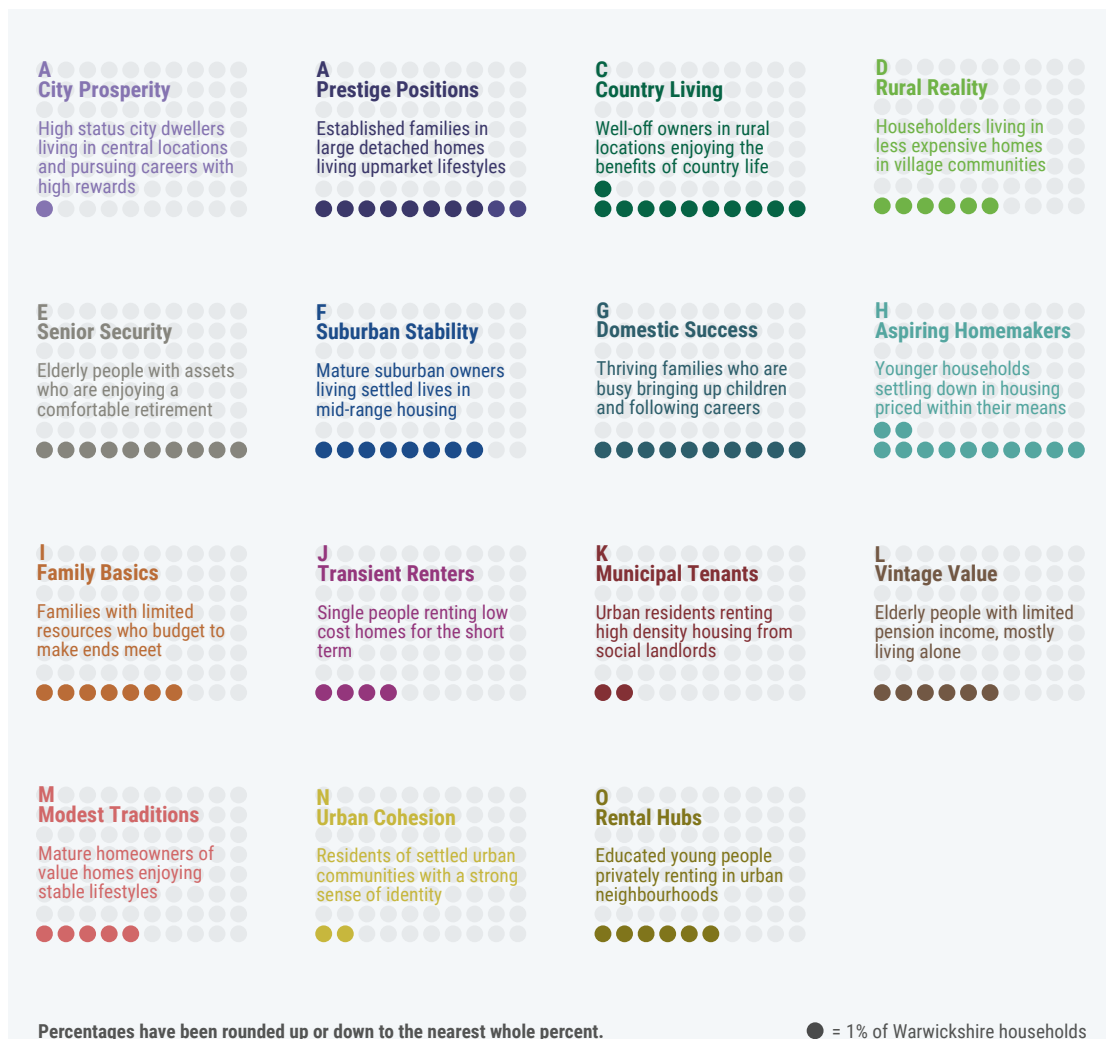 A
City Prosperity
High status city dwellers
living in central locations
and pursuing careers with
high rewards
A
Prestige Positions
Established families in
large detached homes
living upmarket lifestyles
C
Country Living
Well-off owners in rural
locations enjoying the
benefits of country life
D
Rural Reality
Householders living in
less expensive homes
in village communities
E
Senior Security
Elderly people with assets
who are enjoying a
comfortable retirement
F
Suburban Stability
Mature suburban owners
living settled lives in
mid-range housing
G
Domestic Success
Thriving families who are
busy bringing up children
and following careers
H
Aspiring Homemakers
Younger households
settling down in housing
priced within their means
I
Family Basics
Families with limited
resources who budget to
make ends meet
J
Transient Renters
Single people renting low
cost homes for the short
term
K
Municipal Tenants
Urban residents renting
high density housing from
social landlords
L
Vintage Value
Elderly people with limited
pension income, mostly
living alone
M
Modest Traditions
Mature homeowners of
value homes enjoying
stable lifestyles
N
Urban Cohesion
Residents of settled urban
communities with a strong
sense of identity
O
Rental Hubs
Educated young people
privately renting in urban
neighbourhoods
Percentages have been rounded up or down to the nearest whole percent.
= 1% of Warwickshire households